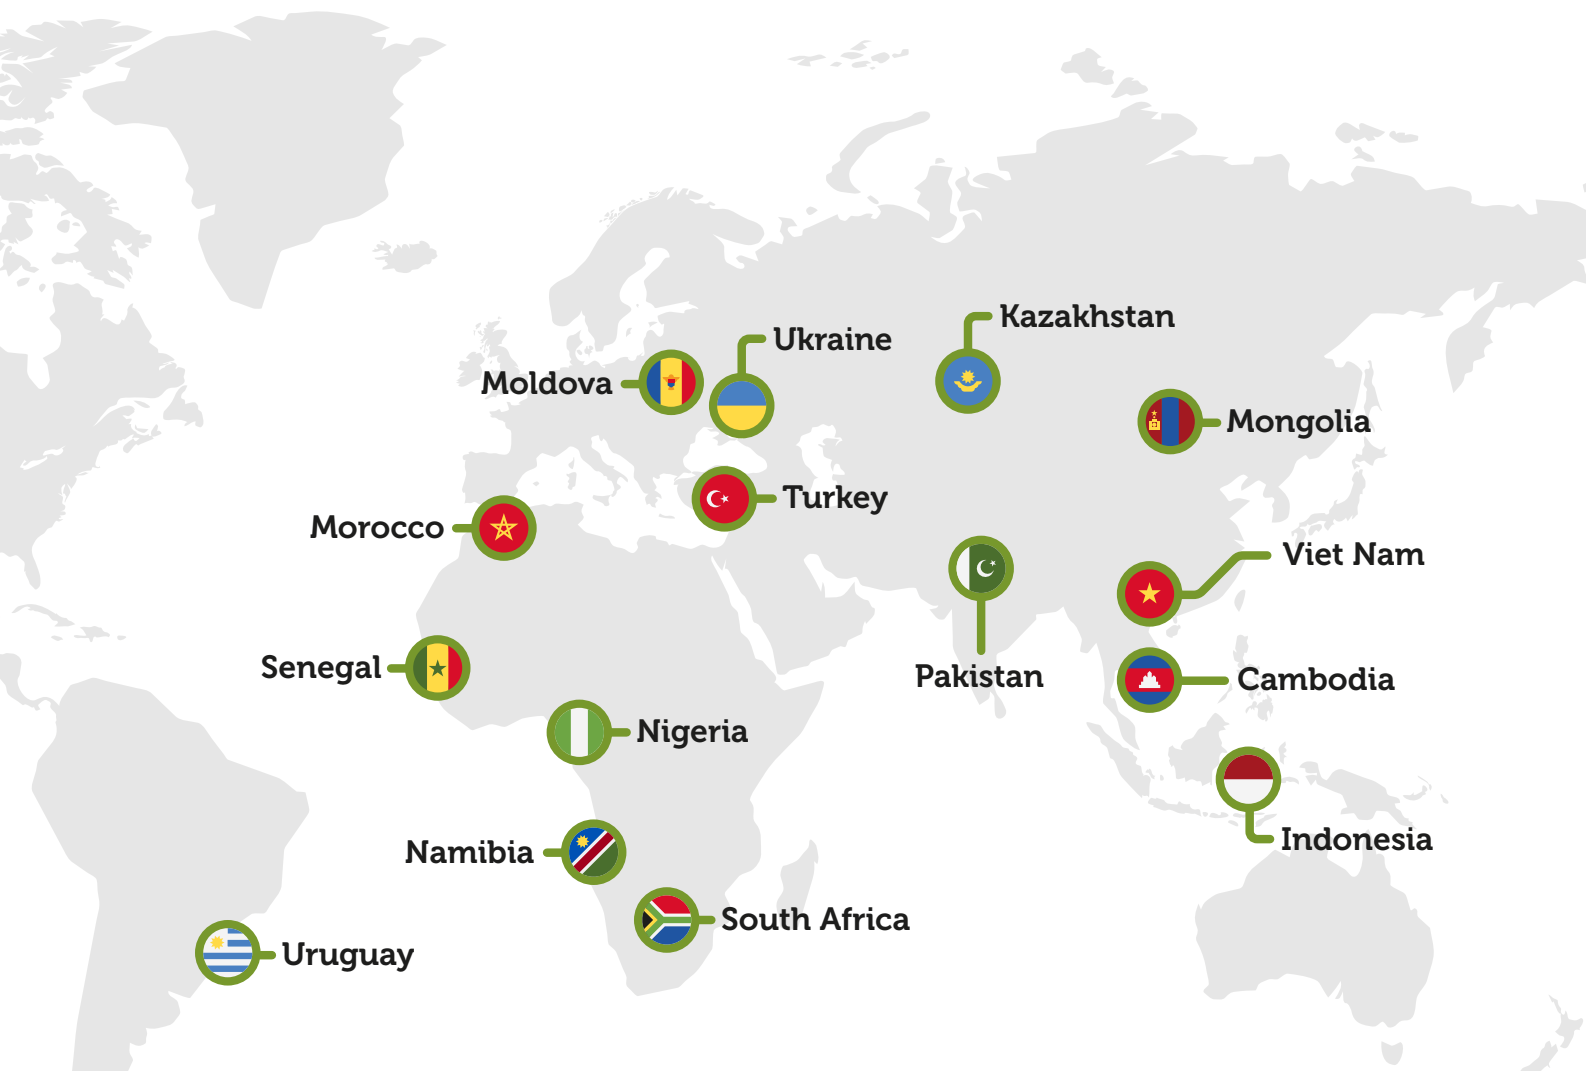 Kazakhstan
Ukraine
Moldova
Mongolia
Turkey
Morocco
Viet Nam
Senegal
Pakistan
Cambodia
Nigeria
Indonesia
Namibia
South Africa
Uruguay